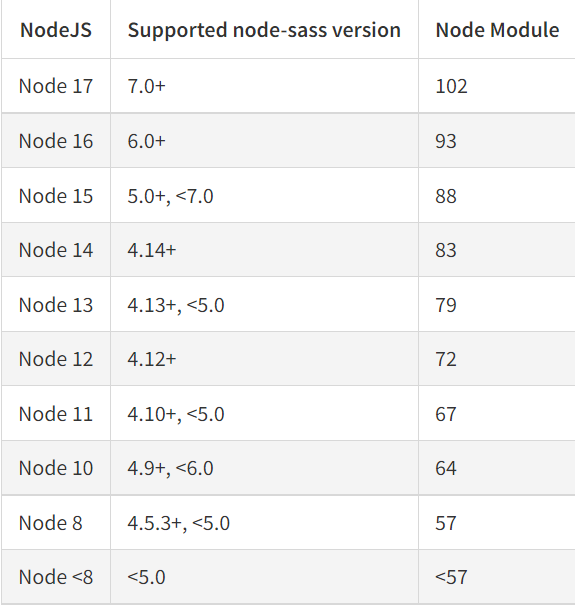 NodeJS Supported node-sass version Node Module
Node 17 7.0+ 102
Node 16 6.0+ 93
Node 15 5.0+, <7.0 88
Node 14 4.14+ 83
Node 13 4.13+, <5.0 79
Node 12 4.12+ 72
Node 11 4.10+, <5.0 67
Node 10 4.9+, <6.0 64
Node 8 4.5.3+, <5.0 57
Node <8 <5.0 <57